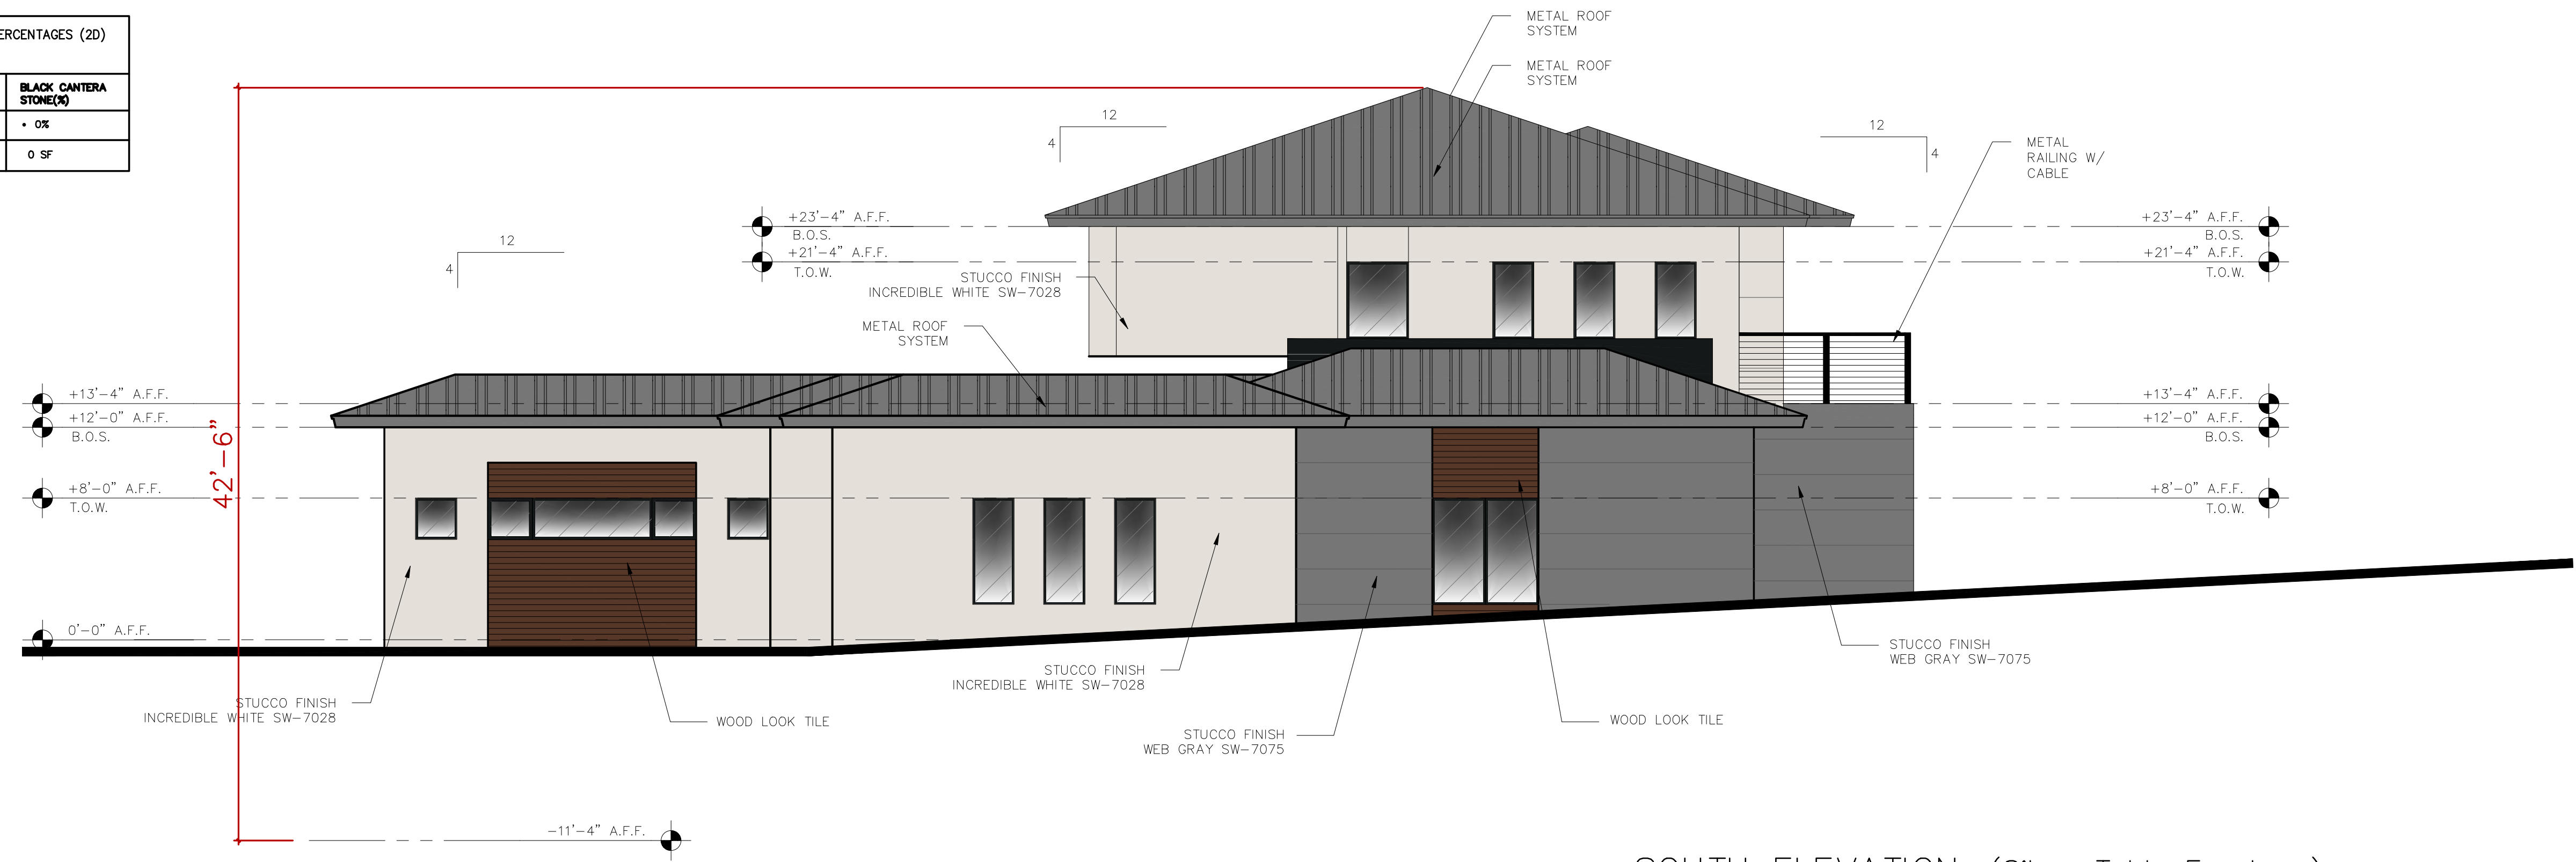 ERCENTAGES (2D)
BLACK CANTERA
STONE(%)
• 0%
0 SF
METAL ROOF
SYSTEM
METAL ROOF
SYSTEM
12
4
12
4
METAL
RAILING W/
CABLE
12
4
+23'-4" A.F.F.
B.O.S.
+21'-4" A.F.F.
T.O.W.
+23'-4" A.F.F.
B.O.S.
+21'-4" A.F.F.
T.O.W.
STUCCO FINISH
INCREDIBLE WHITE SW-7028
METAL ROOF
SYSTEM
+13'-4" A.F.F.
+12'-0" A.F.F.
B.O.S.
+8'-0" A.F.F.
T.O.W.
0'-0" A.F.F.
42'-6"
+13'-4" A.F.F.
+12'-0" A.F.F.
B.O.S.
+8'-0" A.F.F.
T.O.W.
STUCCO FINISH
INCREDIBLE WHITE SW-7028
WOOD LOOK TILE
STUCCO FINISH
INCREDIBLE WHITE SW-7028
STUCCO FINISH
WEB GRAY SW-7075
WOOD LOOK TILE
STUCCO FINISH
WEB GRAY SW-7075
-11'-4" A.F.F.
SOUTH ELEVATION